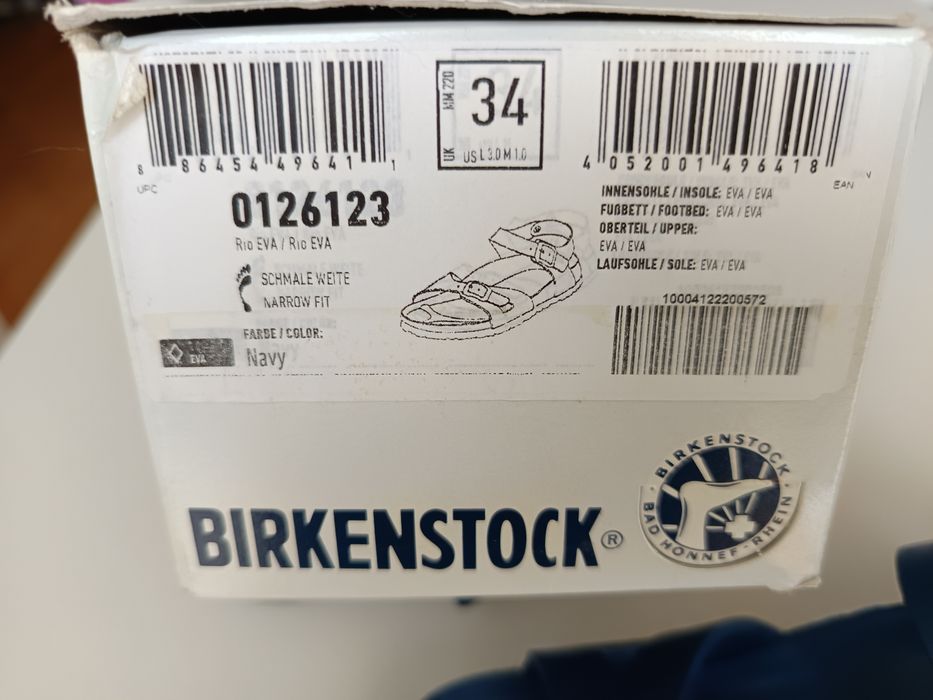 8 86454 49641 1
UPC
MM 220
34
UK US L 3.0 M 1.0
4 052001 496418
EAN
0126123
RIO EVA / RIO EVA
SCHMALE WEITE
NARROW FIT
FARBE / COLOR:
EVA Navy
INNENSOHLE / INSOLE: EVA / EVA
FUßBETT / FOOTBED: EVA / EVA
OBERTEIL / UPPER:
EVA / EVA
LAUFSOHLE / SOLE: EVA / EVA
10004122200572
BIRKENSTOCK®
· BIRKENSTOCK ·
BAD HONNEF-RHEIN